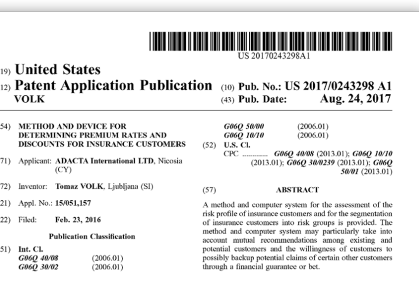 US 20170243298A1
19) United States
12) Patent Application Publication
VOLK
(10) Pub. No.: US 2017/0243298 A1
(43) Pub. Date: Aug. 24, 2017
54) METHOD AND DEVICE FOR
DETERMINING PREMIUM RATES AND
DISCOUNTS FOR INSURANCE CUSTOMERS
71) Applicant: ADACTA International LTD, Nicosia
(CY)
72) Inventor: Tomaz VOLK, Ljubljana (SI)
21) Appl. No.: 15/051,157
22) Filed: Feb. 23, 2016
Publication Classification
51) Int. Cl.
G06Q 40/08 (2006.01)
G06Q 30/02 (2006.01)
G06Q 50/00 (2006.01)
G06Q 10/10 (2006.01)
(52) U.S. Cl.
CPC .............. G06Q 40/08 (2013.01); G06Q 10/10
(2013.01); G06Q 30/0239 (2013.01); G06Q
50/01 (2013.01)
(57) ABSTRACT
A method and computer system for the assessment of the
risk profile of insurance customers and for the segmentation
of insurance customers into risk groups is provided. The
method and computer system may particularly take into
account mutual recommendations among existing and
potential customers and the willingness of customers to
possibly backup potential claims of certain other customers
through a financial guarantee or bet.